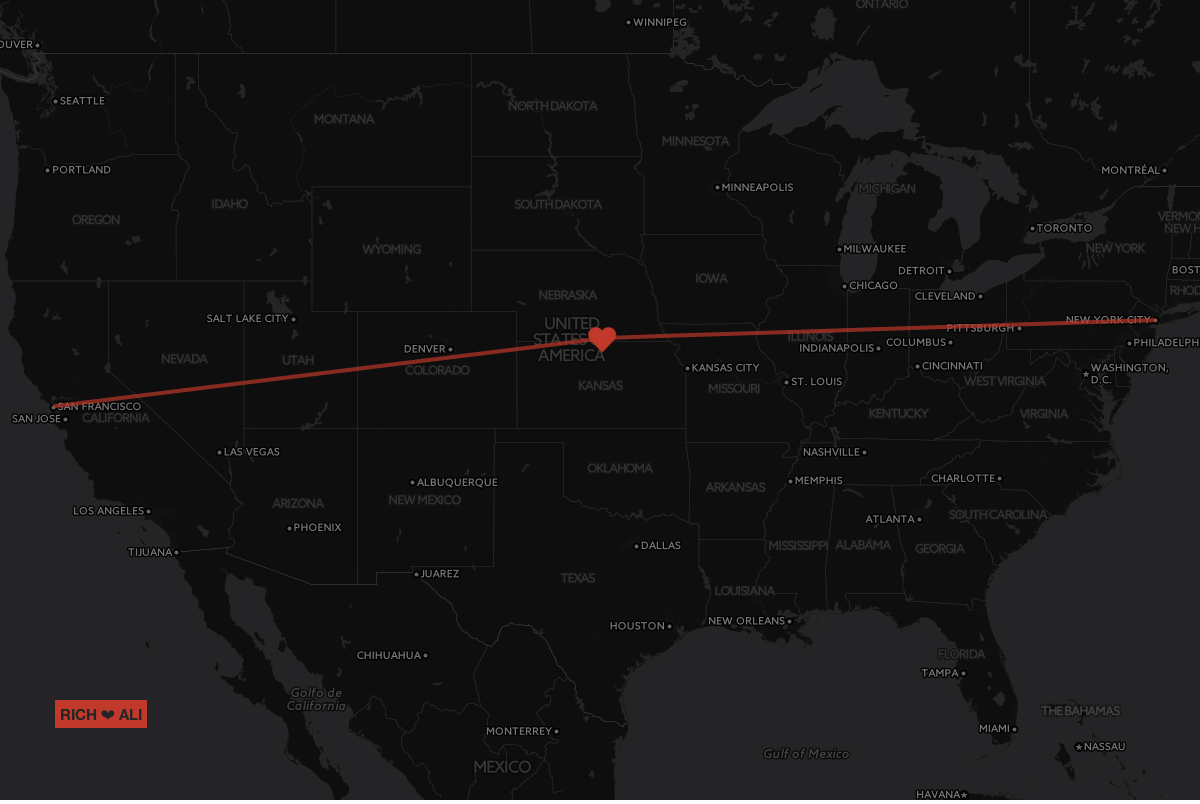 ONTARIO
WINNIPEG
OUVER
SEATTLE
NORTH DAKOTA
MONTANA
MINNESOTA
PORTLAND
MONTRÉAL
MINNEAPOLIS
MICHIGAN
IDAHO
SOUTH DAKOTA
OREGON
VERMON
NEW H
TORONTO
WYOMING
MILWAUKEE
NEW YORK
DETROIT
BOST
IOWA
CHICAGO
RHOD
NEBRASKA
CLEVELAND
SALT LAKE CITY
NEW YORK CITY
UNITED
STATES
AMERICA
PITTSBURGH
ILLINOIS
COLUMBUS
PHILADELPH
DENVER
INDIANAPOLIS
NEVADA
UTAH
COLORADO
KANSAS CITY
CINCINNATI
WASHINGTON,
D.C.
KANSAS
MISSOURI
ST. LOUIS
WEST VIRGINIA
SAN FRANCISCO
SAN JOSE
CALIFORNIA
KENTUCKY
VIRGINIA
LAS VEGAS
NASHVILLE
OKLAHOMA
ALBUQUERQUE
MEMPHIS
CHARLOTTE
ARKANSAS
NEW MEXICO
ARIZONA
LOS ANGELES
SOUTH CAROLINA
ATLANTA
PHOENIX
TIJUANA
DALLAS
MISSISSIPPI
ALABAMA
GEORGIA
JUAREZ
TEXAS
LOUISIANA
HOUSTON
NEW ORLEANS
CHIHUAHUA
FLORIDA
TAMPA
Golfo de
California
RICH ❤ ALI
THE BAHAMAS
MONTERREY
MIAMI
NASSAU
Gulf of Mexico
MEXICO
HAVANA